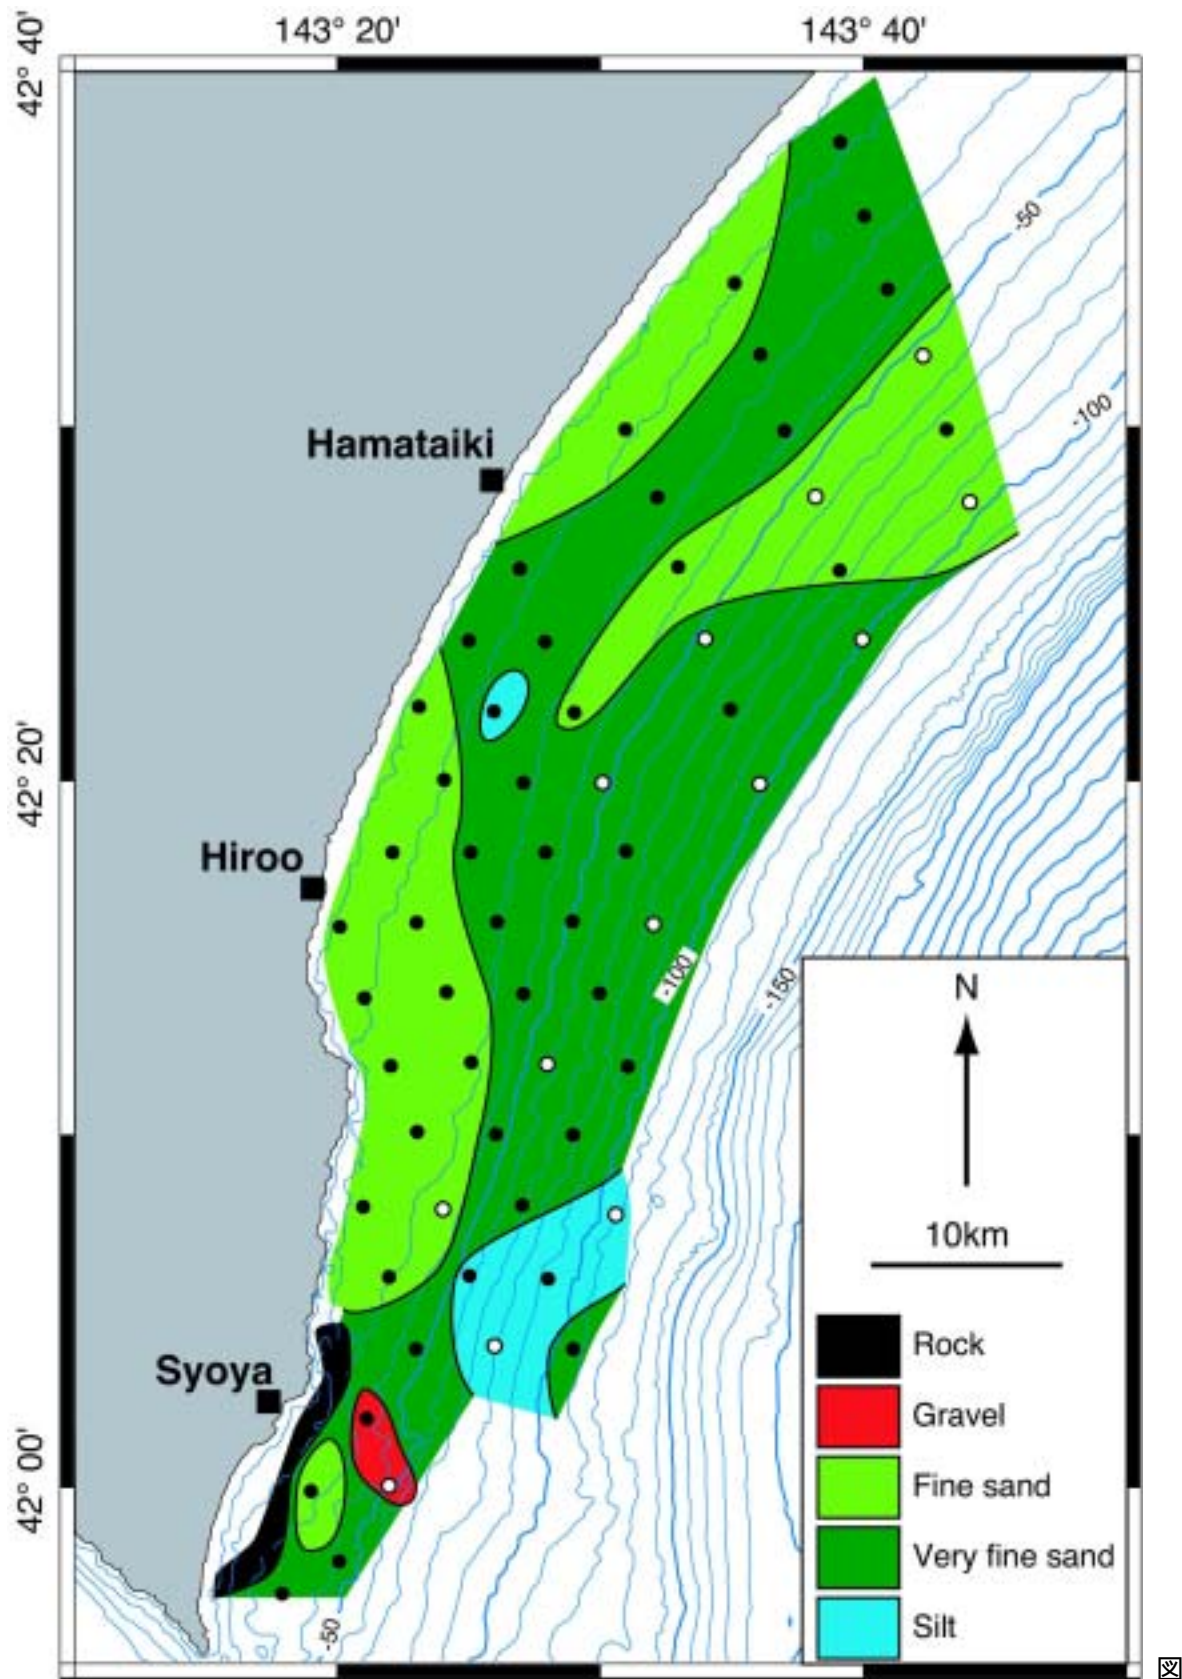 143° 20'
143° 40'
42° 40'
-50
-100
Hamataiki
42° 20'
Hiroo
-100
-150
N
10km
Rock
Syoya
Gravel
42° 00'
Fine sand
Very fine sand
Silt
-50
図